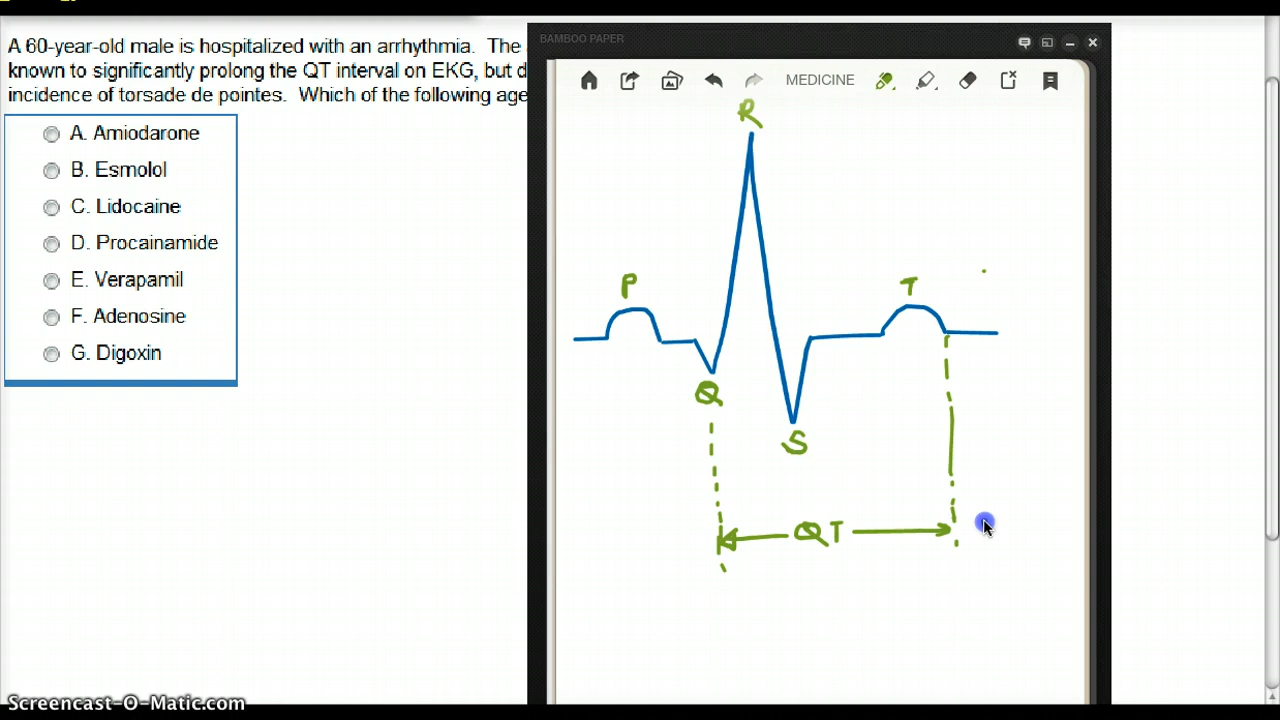 A 60-year-old male is hospitalized with an arrhythmia. The
known to significantly prolong the QT interval on EKG, but d
incidence of torsade de pointes. Which of the following age
A. Amiodarone
B. Esmolol
C. Lidocaine
D. Procainamide
E. Verapamil
F. Adenosine
G. Digoxin
BAMBOO PAPER
MEDICINE
R
P
T
Q
S
QT
Screencast-O-Matic.com